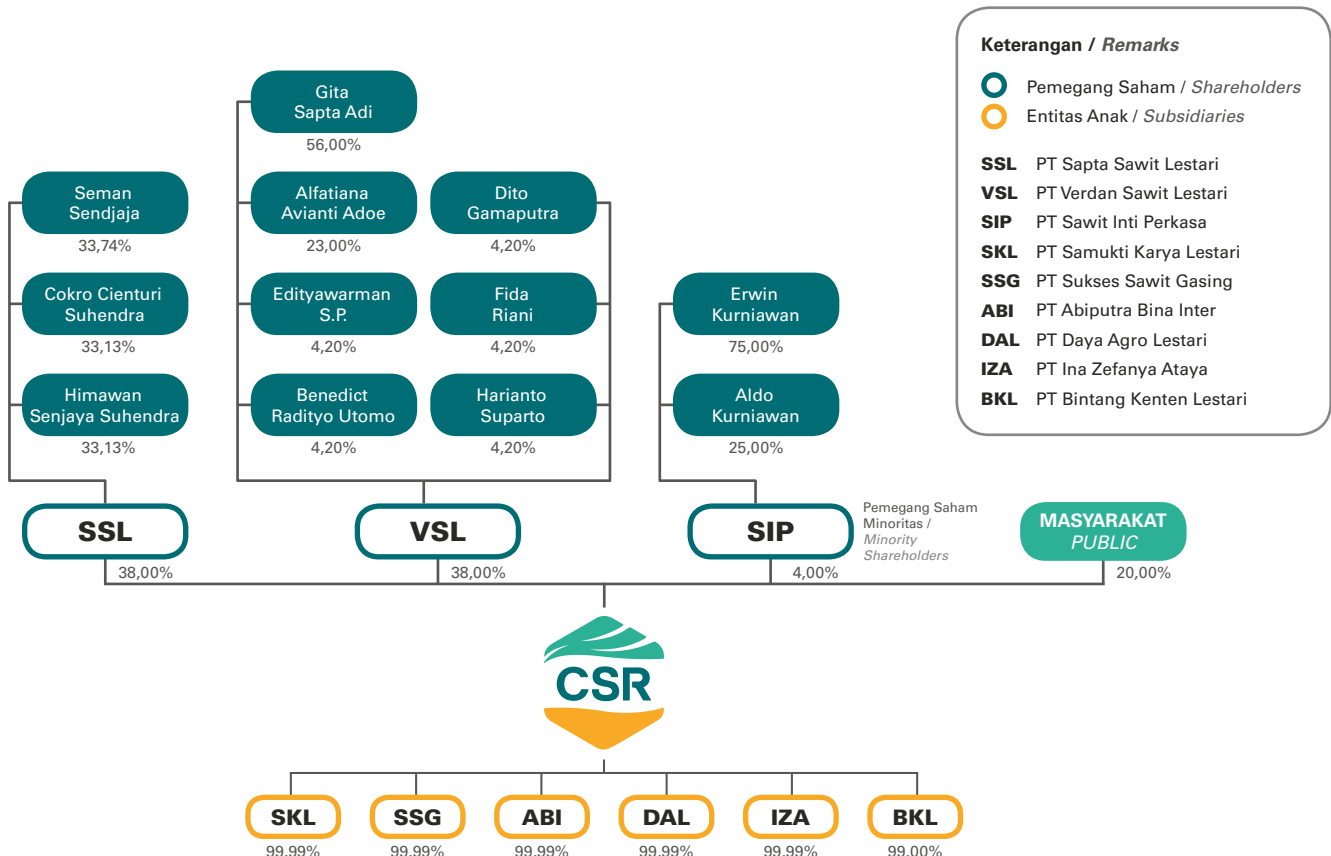 Keterangan / Remarks
Pemegang Saham / Shareholders
Entitas Anak / Subsidiaries
SSL PT Sapta Sawit Lestari
VSL PT Verdan Sawit Lestari
SIP PT Sawit Inti Perkasa
SKL PT Samukti Karya Lestari
SSG PT Sukses Sawit Gasing
ABI PT Abiputra Bina Inter
DAL PT Daya Agro Lestari
IZA PT Ina Zefanya Ataya
BKL PT Bintang Kenten Lestari
Gita
Sapta Adi
56,00%
Seman
Sendjaja
33,74%
Alfatiana
Avianti Adoe
23,00%
Dito
Gamaputra
4,20%
Cokro Cienturi
Suhendra
33,13%
Edityawarman
S.P.
4,20%
Fida
Riani
4,20%
Erwin
Kurniawan
75,00%
Himawan
Senjaya Suhendra
33,13%
Benedict
Radityo Utomo
4,20%
Harianto
Suparto
4,20%
Aldo
Kurniawan
25,00%
SSL
38,00%
VSL
38,00%
SIP
4,00%
Pemegang Saham
Minoritas /
Minority
Shareholders
MASYARAKAT
PUBLIC
20,00%
CSR
SKL
99,99%
SSG
99,99%
ABI
99,99%
DAL
99,99%
IZA
99,99%
BKL
99,00%